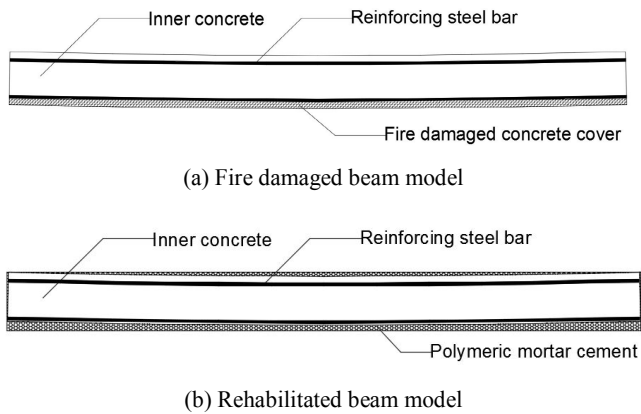 Inner concrete
Reinforcing steel bar
Fire damaged concrete cover
(a) Fire damaged beam model
Inner concrete
Reinforcing steel bar
Polymeric mortar cement
(b) Rehabilitated beam model